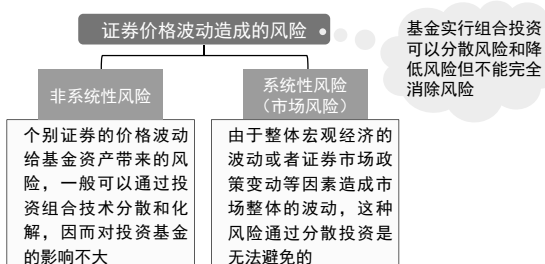 证券价格波动造成的风险
基金实行组合投资
可以分散风险和降
低风险但不能完全
消除风险
非系统性风险
系统性风险
（市场风险）
个别证券的价格波动
给基金资产带来的风
险，一般可以通过投
资组合技术分散和化
解，因而对投资基金
的影响不大
由于整体宏观经济的
波动或者证券市场政
策变动等因素造成市
场整体的波动，这种
风险通过分散投资是
无法避免的